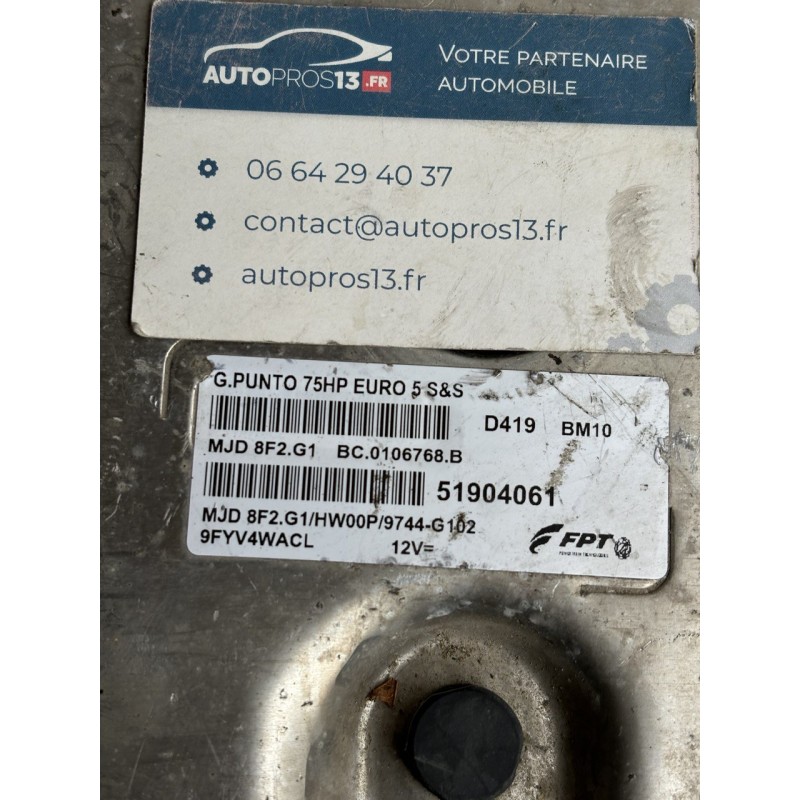 AUTOPROS13.FR
VOTRE PARTENAIRE
AUTOMOBILE
06 64 29 40 37
contact@autopros13.fr
autopros13.fr
G.PUNTO 75HP EURO 5 S&S
D419 BM10
MJD 8F2.G1 BC.0106768.B
51904061
MJD 8F2.G1/HW00P/9744-G102
9FYV4WACL 12V=
FPT